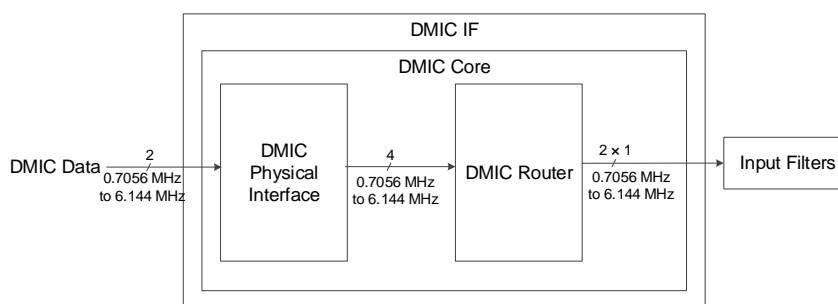 DMIC IF
DMIC Core
DMIC Data
2
0.7056 MHz
to 6.144 MHz
DMIC
Physical
Interface
4
0.7056 MHz
to 6.144 MHz
DMIC Router
2 × 1
0.7056 MHz
to 6.144 MHz
Input Filters